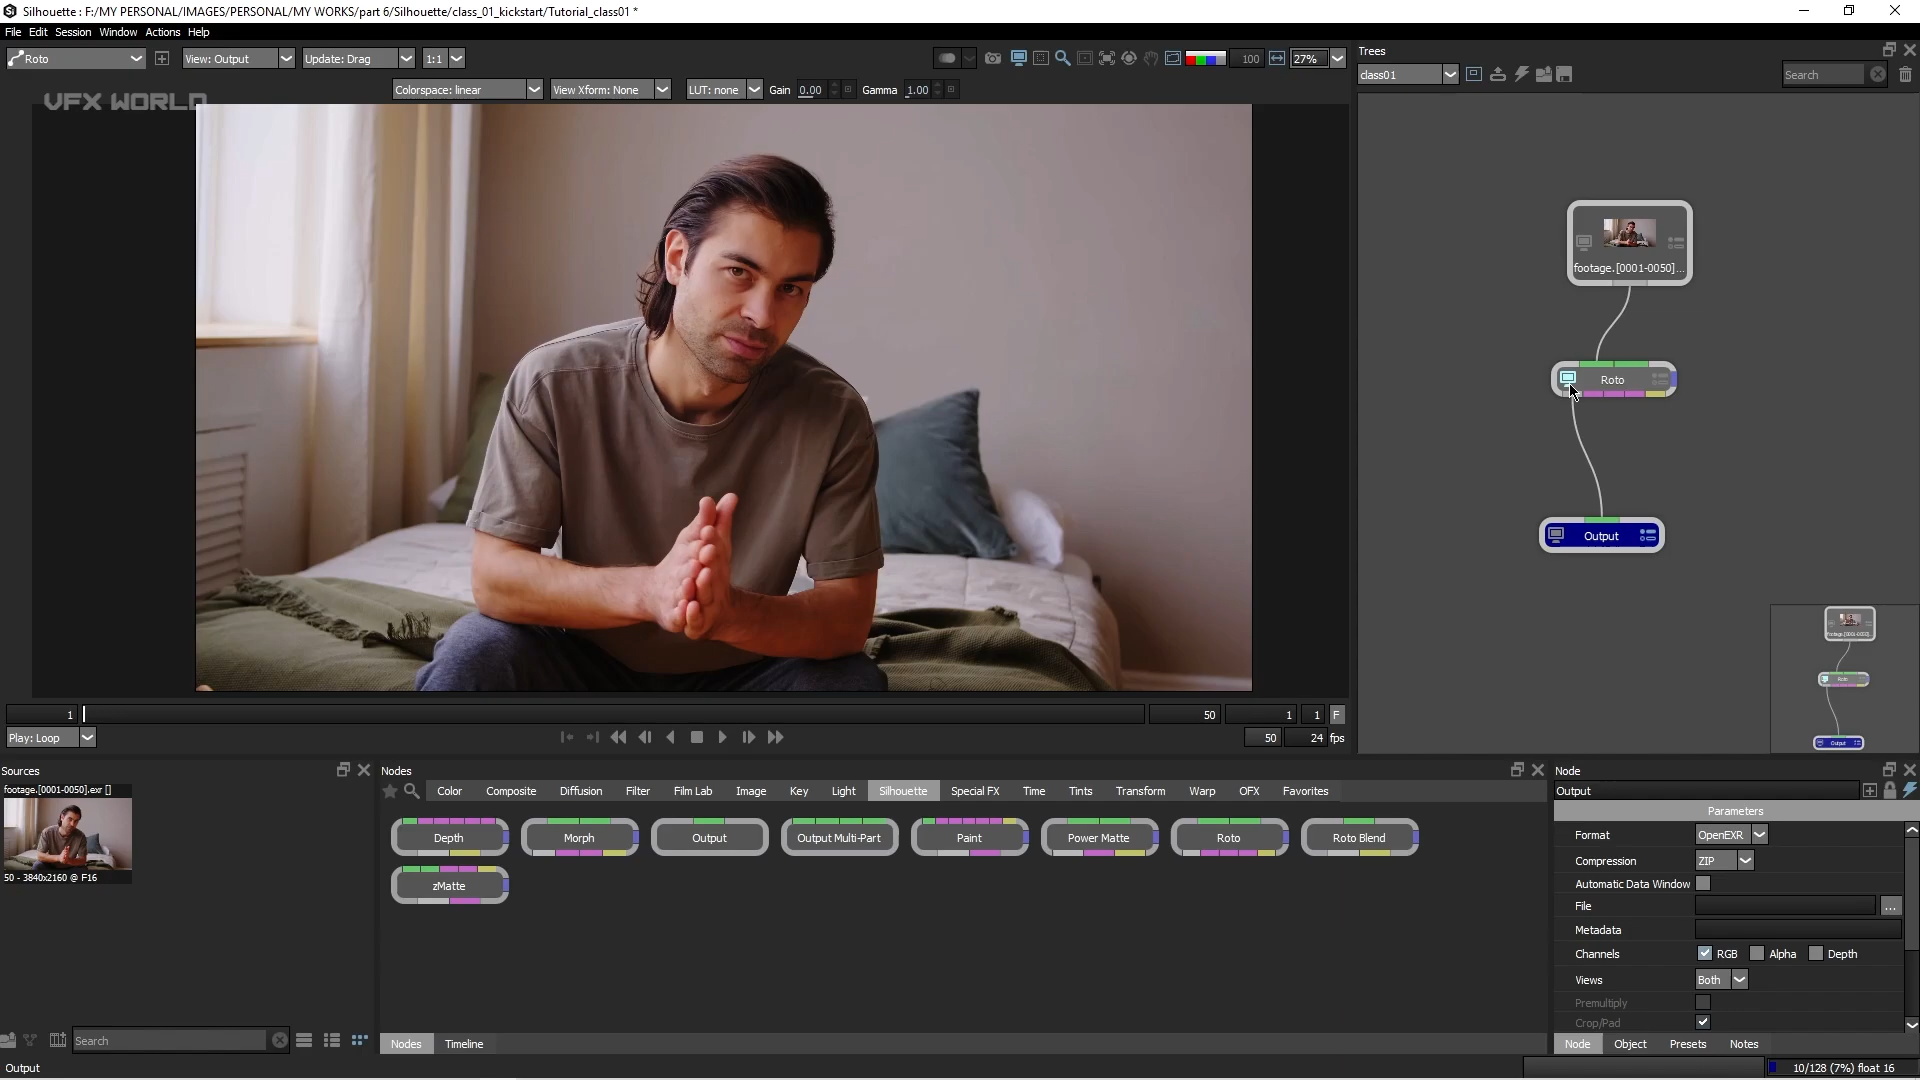 Silhouette : F:/MY PERSONAL/IMAGES/PERSONAL/MY WORKS/part 6/Silhouette/class_01_kickstart/Tutorial_class01 *
File Edit Session Window Actions Help
Roto View: Output Update: Drag 1:1 100 27%
Colorspace: linear View Xform: None LUT: none Gain 0.00 Gamma 1.00
VFX WORLD
Trees
class01 Search
footage.[0001-0050]...
Roto
Output
1 50 1 1 F
Play: Loop 50 24 fps
Sources
footage.[0001-0050].exr []
50 - 3840x2160 @ F16
Search
Nodes
Color Composite Diffusion Filter Film Lab Image Key Light Silhouette Special FX Time Tints Transform Warp OFX Favorites
Depth Morph Output Output Multi-Part Paint Power Matte Roto Roto Blend
zMatte
Nodes Timeline
Node
Output
Parameters
Format OpenEXR
Compression ZIP
Automatic Data Window
File ...
Metadata
Channels RGB Alpha Depth
Views Both
Premultiply
Crop/Pad
Node Object Presets Notes
Output
10/128 (7%) float 16